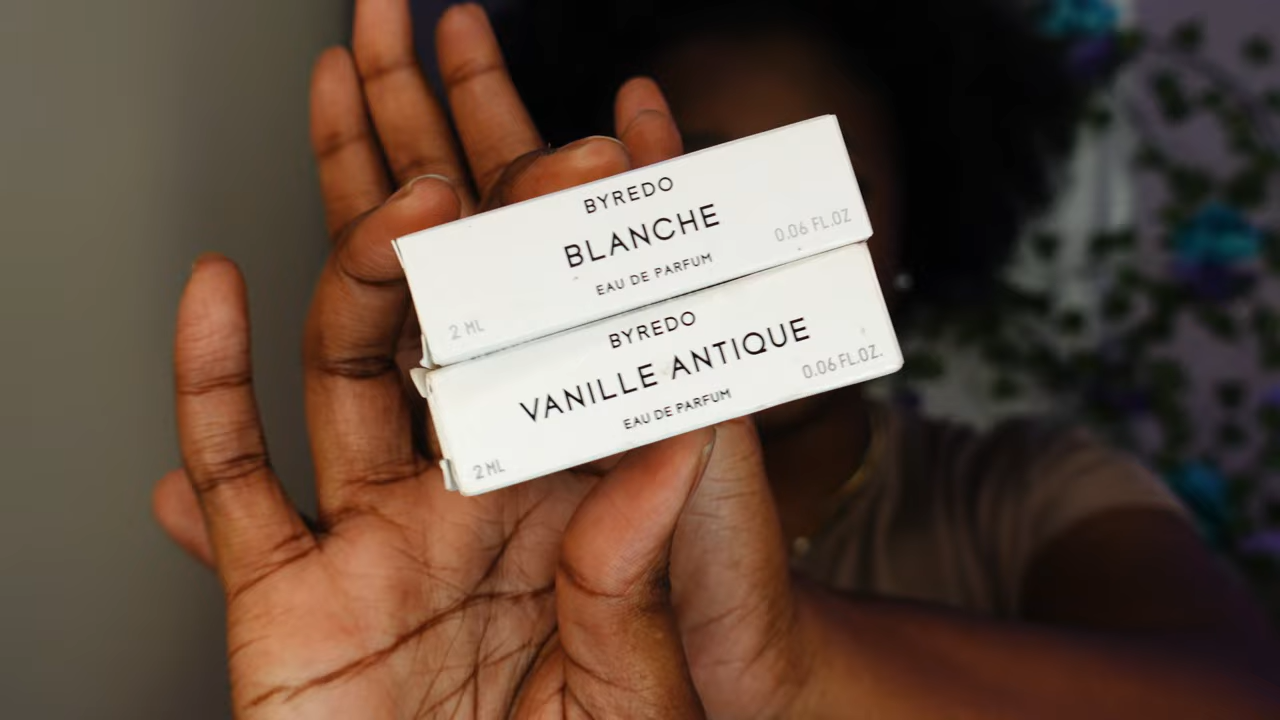 BYREDO
BLANCHE
EAU DE PARFUM
2 ML
0.06 FL.OZ
BYREDO
VANILLE ANTIQUE
EAU DE PARFUM
2 ML
0.06 FL.OZ.